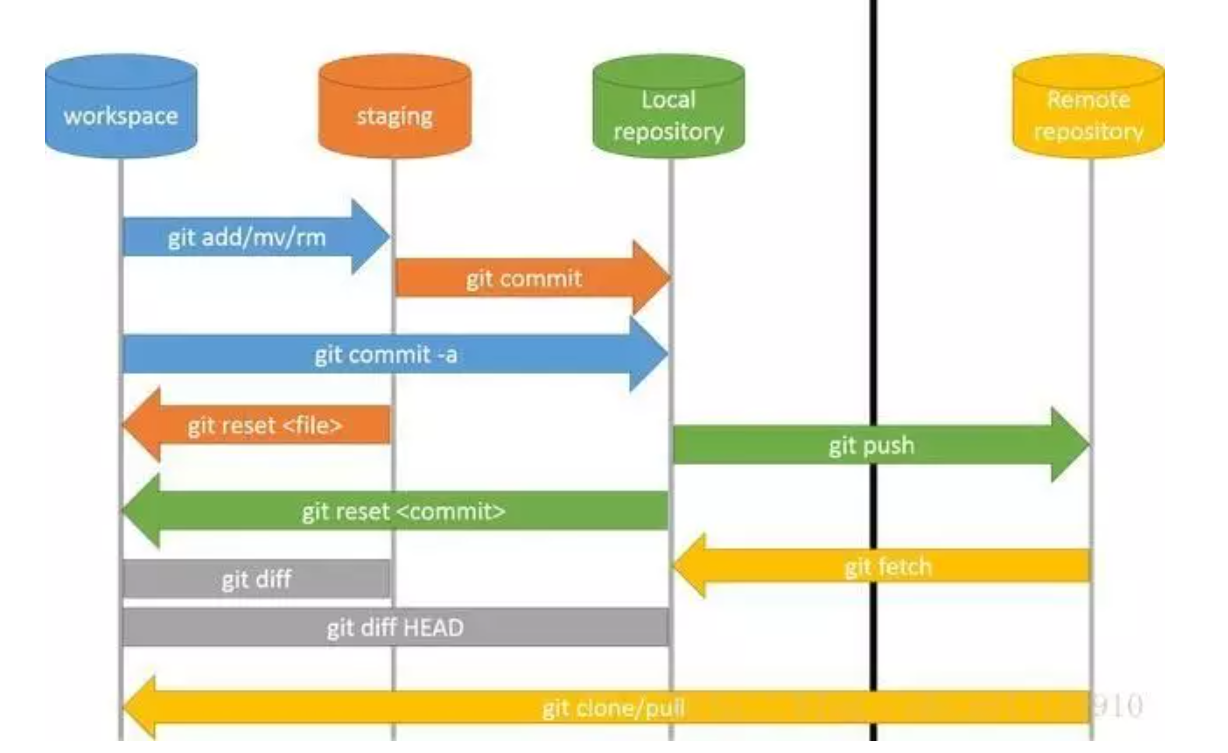 workspace
staging
Local
repository
Remote
repository
git add/mv/rm
git commit
git commit -a
git reset <file>
git push
git reset <commit>
git fetch
git diff
git diff HEAD
git clone/pull
910